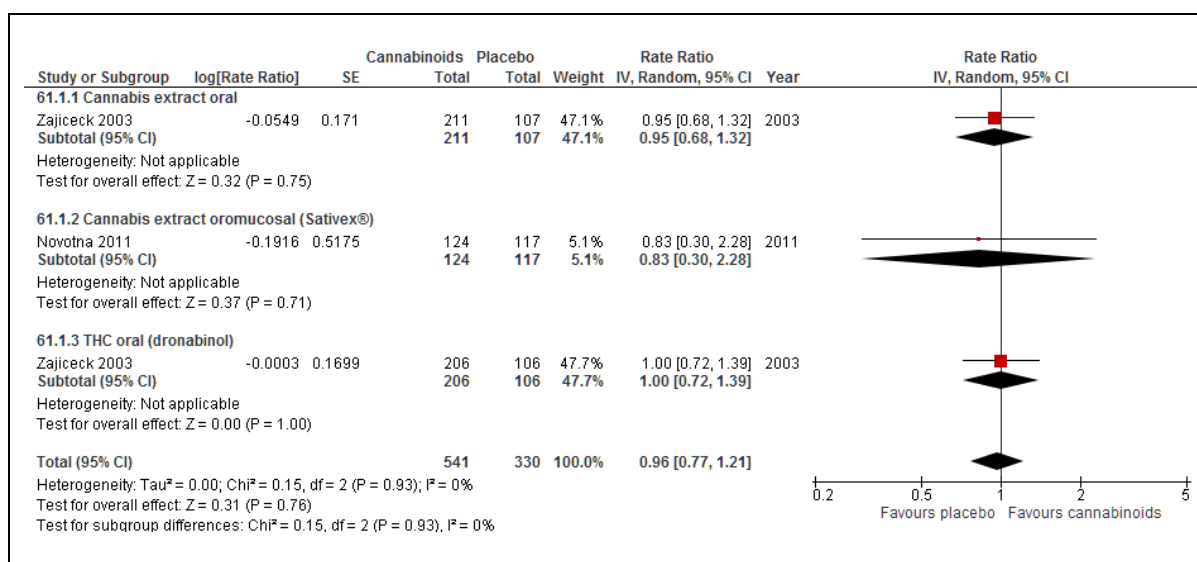 Cannabinoids Placebo Rate Ratio Rate Ratio
Study or Subgroup log[Rate Ratio] SE Total Total Weight IV, Random, 95% CI Year IV, Random, 95% CI
61.1.1 Cannabis extract oral
Zajiceck 2003 -0.0549 0.171 211 107 47.1% 0.95 [0.68, 1.32] 2003
Subtotal (95% CI) 211 107 47.1% 0.95 [0.68, 1.32]
Heterogeneity: Not applicable
Test for overall effect: Z = 0.32 (P = 0.75)
61.1.2 Cannabis extract oromucosal (Sativex®)
Novotna 2011 -0.1916 0.5175 124 117 5.1% 0.83 [0.30, 2.28] 2011
Subtotal (95% CI) 124 117 5.1% 0.83 [0.30, 2.28]
Heterogeneity: Not applicable
Test for overall effect: Z = 0.37 (P = 0.71)
61.1.3 THC oral (dronabinol)
Zajiceck 2003 -0.0003 0.1699 206 106 47.7% 1.00 [0.72, 1.39] 2003
Subtotal (95% CI) 206 106 47.7% 1.00 [0.72, 1.39]
Heterogeneity: Not applicable
Test for overall effect: Z = 0.00 (P = 1.00)
Total (95% CI) 541 330 100.0% 0.96 [0.77, 1.21]
Heterogeneity: Tau² = 0.00; Chi² = 0.15, df = 2 (P = 0.93); I² = 0%
Test for overall effect: Z = 0.31 (P = 0.76)
Test for subgroup differences: Chi² = 0.15, df = 2 (P = 0.93), I² = 0%
0.2 0.5 1 2 5
Favours placebo Favours cannabinoids